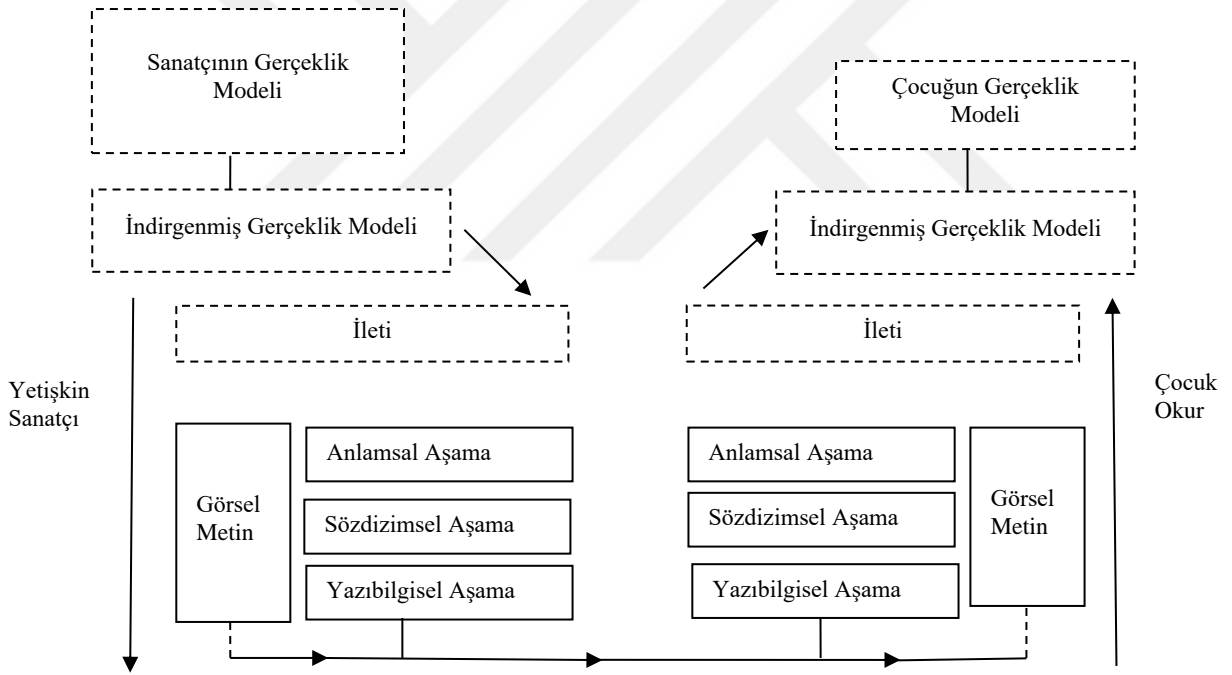 Sanatçının Gerçeklik
Modeli
Çocuğun Gerçeklik
Modeli
İndirgenmiş Gerçeklik Modeli
İndirgenmiş Gerçeklik Modeli
İleti
İleti
Yetişkin
Sanatçı
Çocuk
Okur
Görsel
Metin
Anlamsal Aşama
Sözdizimsel Aşama
Yazıbilgisel Aşama
Anlamsal Aşama
Sözdizimsel Aşama
Yazıbilgisel Aşama
Görsel
Metin